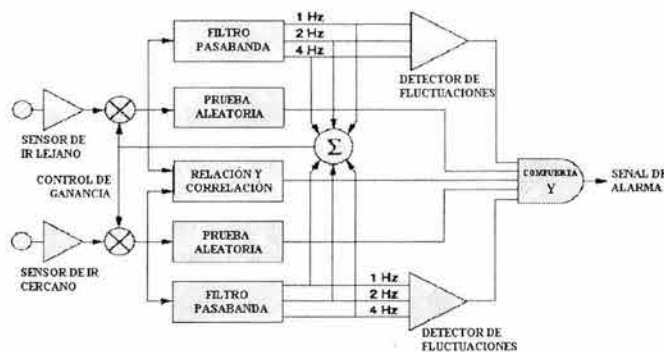 1 Hz
2 Hz
4 Hz
FILTRO
PASABANDA
DETECTOR DE
FLUCTUACIONES
PRUEBA
ALEATORIA
SENSOR DE
IR LEJANO
Σ
CONTROL DE
GANANCIA
RELACIÓN Y
CORRELACIÓN
COMPUERTA
Y
SEÑAL DE
ALARMA
PRUEBA
ALEATORIA
SENSOR DE IR
CERCANO
FILTRO
PASABANDA
1 Hz
2 Hz
4 Hz
DETECTOR DE
FLUCTUACIONES